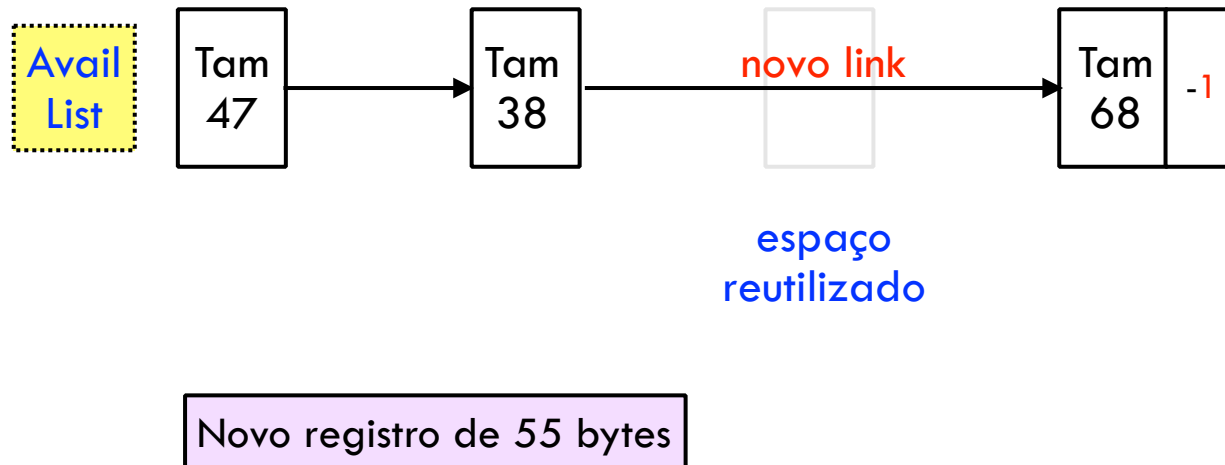 Avail
List
Tam
47
Tam
38
novo link
Tam
68
-1
espaço
reutilizado
Novo registro de 55 bytes